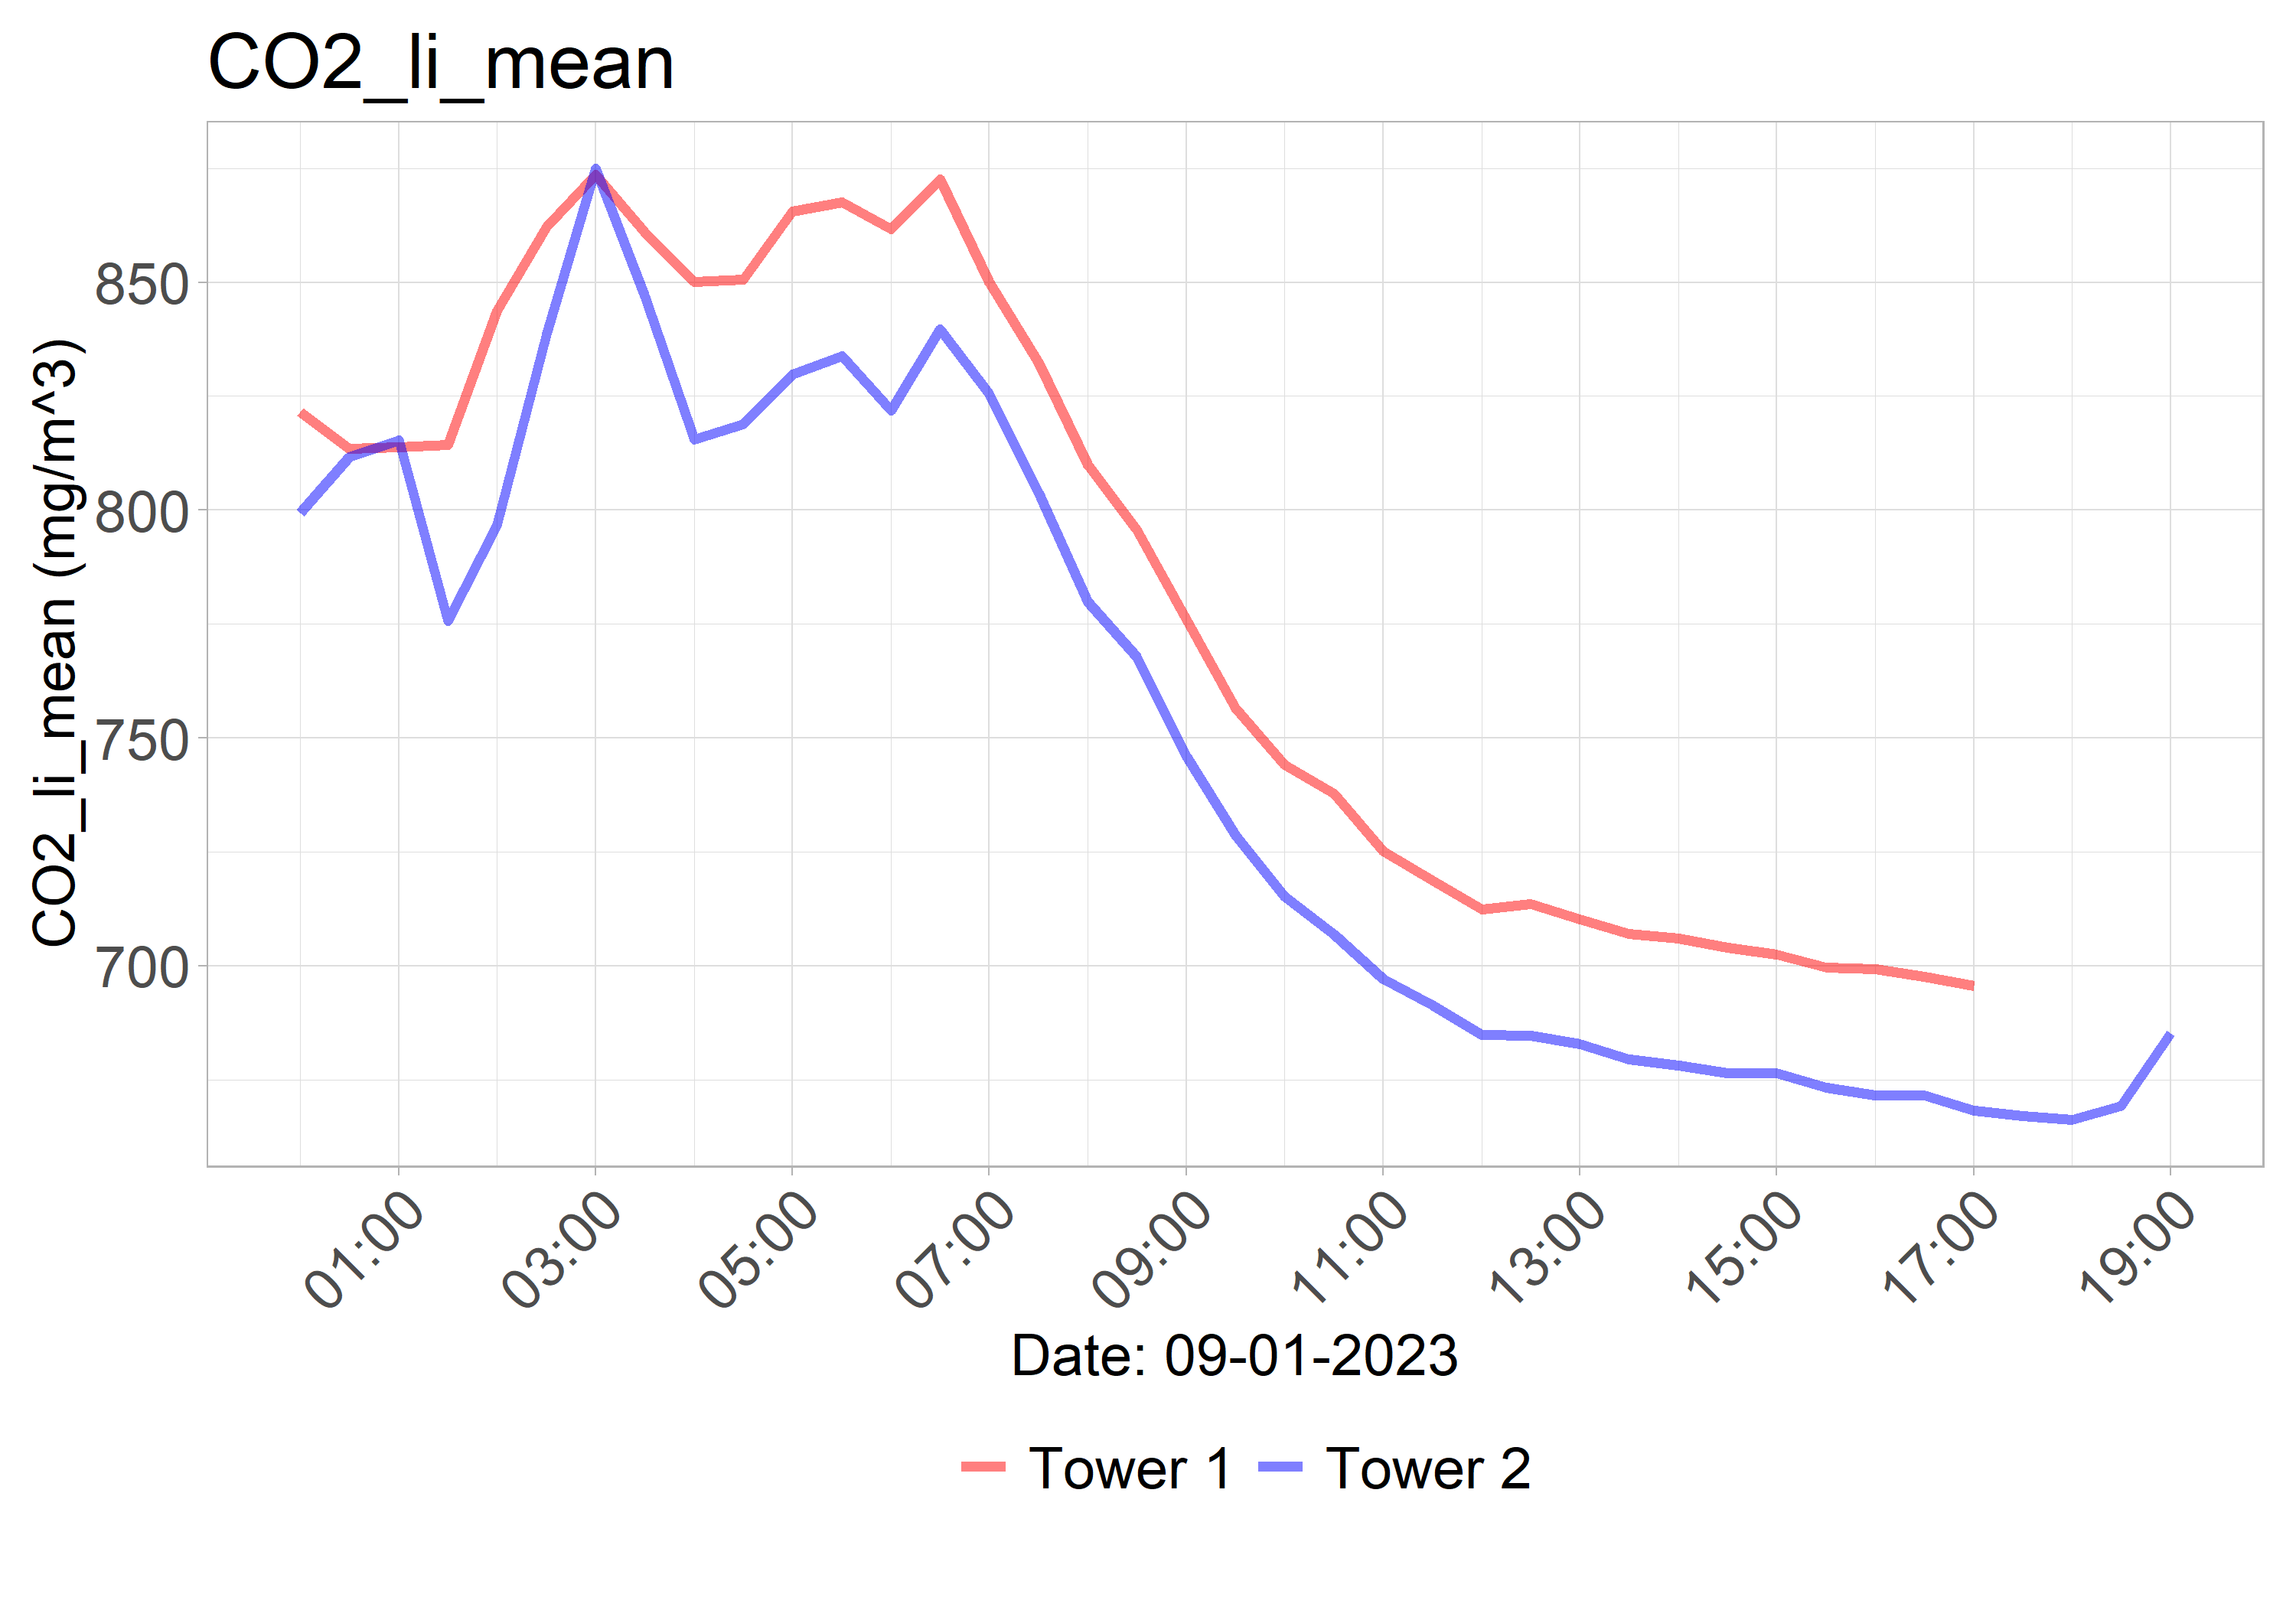 CO2_li_mean
CO2_li_mean (mg/m^3)
850
800
750
700
01:00
03:00
05:00
07:00
09:00
11:00
13:00
15:00
17:00
19:00
Date: 09-01-2023
Tower 1
Tower 2